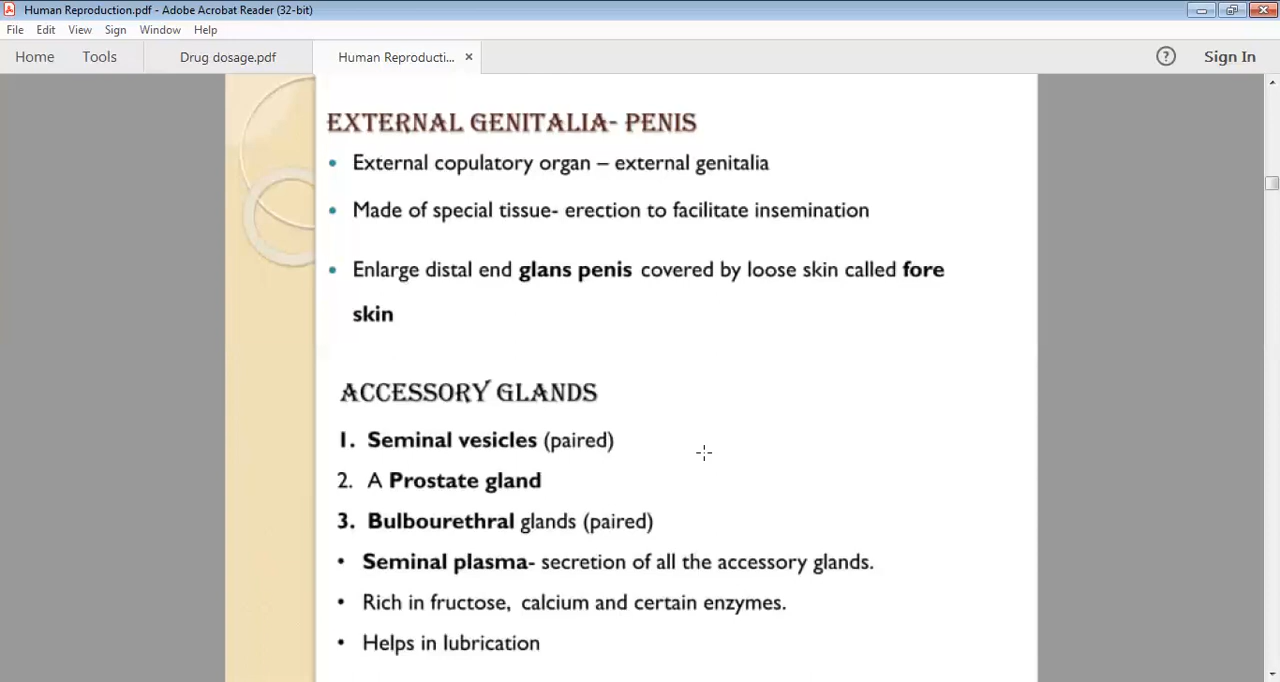 Human Reproduction.pdf - Adobe Acrobat Reader (32-bit)
File Edit View Sign Window Help
Home Tools Drug dosage.pdf Human Reproducti... × ? Sign In
EXTERNAL GENITALIA- PENIS
• External copulatory organ – external genitalia
• Made of special tissue- erection to facilitate insemination
• Enlarge distal end glans penis covered by loose skin called fore
skin
ACCESSORY GLANDS
1. Seminal vesicles (paired)
2. A Prostate gland
3. Bulbourethral glands (paired)
• Seminal plasma- secretion of all the accessory glands.
• Rich in fructose, calcium and certain enzymes.
• Helps in lubrication